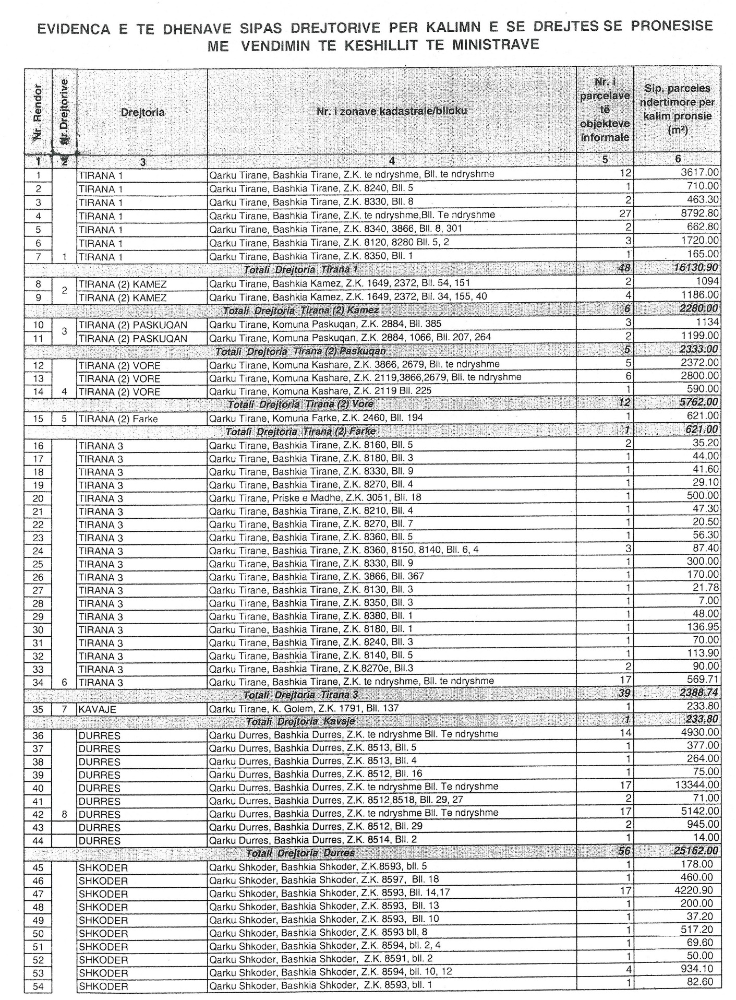 EVIDENCA E TE DHENAVE SIPAS DREJTORIVE PER KALIMN E SE DREJTES SE PRONESISE
ME VENDIMIN TE KESHILLIT TE MINISTRAVE
Nr. Rendor Nr.Drejtorive Drejtoria Nr. i zonave kadastrale/blloku Nr. i parcelave të objekteve informale Sip. parceles ndertimore per kalim pronsie (m²)
1 2 3 4 5 6
1 TIRANA 1 Qarku Tirane, Bashkia Tirane, Z.K. te ndryshme, Bll. te ndryshme 12 3617.00
2 TIRANA 1 Qarku Tirane, Bashkia Tirane, Z.K. 8240, Bll. 5 1 710.00
3 TIRANA 1 Qarku Tirane, Bashkia Tirane, Z.K. 8330, Bll. 8 2 463.30
4 TIRANA 1 Qarku Tirane, Bashkia Tirane, Z.K. te ndryshme,Bll. Te ndryshme 27 8792.80
5 TIRANA 1 Qarku Tirane, Bashkia Tirane, Z.K. 8340, 3866, Bll. 8, 301 2 662.80
6 TIRANA 1 Qarku Tirane, Bashkia Tirane, Z.K. 8120, 8280 Bll. 5, 2 3 1720.00
7 1 TIRANA 1 Qarku Tirane, Bashkia Tirane, Z.K. 8350, Bll. 1 1 165.00
Totali Drejtoria Tirana 1 48 16130.90
8 2 TIRANA (2) KAMEZ Qarku Tirane, Bashkia Kamez, Z.K. 1649, 2372, Bll. 54, 151 2 1094
9 TIRANA (2) KAMEZ Qarku Tirane, Bashkia Kamez, Z.K. 1649, 2372, Bll. 34, 155, 40 4 1186.00
Totali Drejtoria Tirana (2) Kamez 6 2280.00
10 3 TIRANA (2) PASKUQAN Qarku Tirane, Komuna Paskuqan, Z.K. 2884, Bll. 385 3 1134
11 TIRANA (2) PASKUQAN Qarku Tirane, Komuna Paskuqan, Z.K. 2884, 1066, Bll. 207, 264 2 1199.00
Totali Drejtoria Tirana (2) Paskuqan 5 2333.00
12 TIRANA (2) VORE Qarku Tirane, Komuna Kashare, Z.K. 3866, 2679, Bll. te ndryshme 5 2372.00
13 TIRANA (2) VORE Qarku Tirane, Komuna Kashare, Z.K. 2119,3866,2679, Bll. te ndryshme 6 2800.00
14 4 TIRANA (2) VORE Qarku Tirane, Komuna Kashare, Z.K. 2119 Bll. 225 1 590.00
Totali Drejtoria Tirana (2) Vore 12 5762.00
15 5 TIRANA (2) Farke Qarku Tirane, Komuna Farke, Z.K. 2460, Bll. 194 1 621.00
Totali Drejtoria Tirana (2) Farke 1 621.00
16 TIRANA 3 Qarku Tirane, Bashkia Tirane, Z.K. 8160, Bll. 5 2 35.20
17 TIRANA 3 Qarku Tirane, Bashkia Tirane, Z.K. 8180, Bll. 3 1 44.00
18 TIRANA 3 Qarku Tirane, Bashkia Tirane, Z.K. 8330, Bll. 9 1 41.60
19 TIRANA 3 Qarku Tirane, Bashkia Tirane, Z.K. 8270, Bll. 4 1 29.10
20 TIRANA 3 Qarku Tirane, Priske e Madhe, Z.K. 3051, Bll. 18 1 500.00
21 TIRANA 3 Qarku Tirane, Bashkia Tirane, Z.K. 8210, Bll. 4 1 47.30
22 TIRANA 3 Qarku Tirane, Bashkia Tirane, Z.K. 8270, Bll. 7 1 20.50
23 TIRANA 3 Qarku Tirane, Bashkia Tirane, Z.K. 8360, Bll. 5 1 56.30
24 TIRANA 3 Qarku Tirane, Bashkia Tirane, Z.K. 8360, 8150, 8140, Bll. 6, 4 3 87.40
25 TIRANA 3 Qarku Tirane, Bashkia Tirane, Z.K. 8330, Bll. 9 1 300.00
26 TIRANA 3 Qarku Tirane, Bashkia Tirane, Z.K. 3866, Bll. 367 1 170.00
27 TIRANA 3 Qarku Tirane, Bashkia Tirane, Z.K. 8130, Bll. 3 1 21.78
28 TIRANA 3 Qarku Tirane, Bashkia Tirane, Z.K. 8350, Bll. 3 1 7.00
29 TIRANA 3 Qarku Tirane, Bashkia Tirane, Z.K. 8380, Bll. 1 1 48.00
30 TIRANA 3 Qarku Tirane, Bashkia Tirane, Z.K. 8180, Bll. 1 1 136.95
31 TIRANA 3 Qarku Tirane, Bashkia Tirane, Z.K. 8240, Bll. 3 1 70.00
32 TIRANA 3 Qarku Tirane, Bashkia Tirane, Z.K. 8140, Bll. 5 1 113.90
33 TIRANA 3 Qarku Tirane, Bashkia Tirane, Z.K.8270e, Bll.3 2 90.00
34 6 TIRANA 3 Qarku Tirane, Bashkia Tirane, Z.K. te ndryshme, Bll. te ndryshme 17 569.71
Totali Drejtoria Tirana 3 39 2388.74
35 7 KAVAJE Qarku Tirane, K. Golem, Z.K. 1791, Bll. 137 1 233.80
Totali Drejtoria Kavaje 1 233.80
36 DURRES Qarku Durres, Bashkia Durres, Z.K. te ndryshme Bll. Te ndryshme 14 4930.00
37 DURRES Qarku Durres, Bashkia Durres, Z.K. 8513, Bll. 5 1 377.00
38 DURRES Qarku Durres, Bashkia Durres, Z.K. 8513, Bll. 4 1 264.00
39 DURRES Qarku Durres, Bashkia Durres, Z.K. 8512, Bll. 16 1 75.00
40 DURRES Qarku Durres, Bashkia Durres, Z.K. te ndryshme Bll. Te ndryshme 17 13344.00
41 DURRES Qarku Durres, Bashkia Durres, Z.K. 8512,8518, Bll. 29, 27 2 71.00
42 8 DURRES Qarku Durres, Bashkia Durres, Z.K. te ndryshme Bll. Te ndryshme 17 5142.00
43 DURRES Qarku Durres, Bashkia Durres, Z.K. 8512, Bll. 29 2 945.00
44 DURRES Qarku Durres, Bashkia Durres, Z.K. 8514, Bll. 2 1 14.00
Totali Drejtoria Durres 56 25162.00
45 SHKODER Qarku Shkoder, Bashkia Shkoder, Z.K.8593, bll. 5 1 178.00
46 SHKODER Qarku Shkoder, Bashkia Shkoder, Z.K. 8597, Bll. 18 1 460.00
47 SHKODER Qarku Shkoder, Bashkia Shkoder, Z.K. 8593, Bll. 14,17 17 4220.90
48 SHKODER Qarku Shkoder, Bashkia Shkoder, Z.K. 8593, Bll. 13 1 200.00
49 SHKODER Qarku Shkoder, Bashkia Shkoder, Z.K. 8593, Bll. 10 1 37.20
50 SHKODER Qarku Shkoder, Bashkia Shkoder, Z.K. 8593 bll, 8 1 517.20
51 SHKODER Qarku Shkoder, Bashkia Shkoder, Z.K. 8594, bll. 2, 4 1 69.60
52 SHKODER Qarku Shkoder, Bashkia Shkoder, Z.K. 8591, bll. 2 1 50.00
53 SHKODER Qarku Shkoder, Bashkia Shkoder, Z.K. 8594, bll. 10, 12 4 934.10
54 SHKODER Qarku Shkoder, Bashkia Shkoder, Z.K. 8593, bll. 1 1 82.60